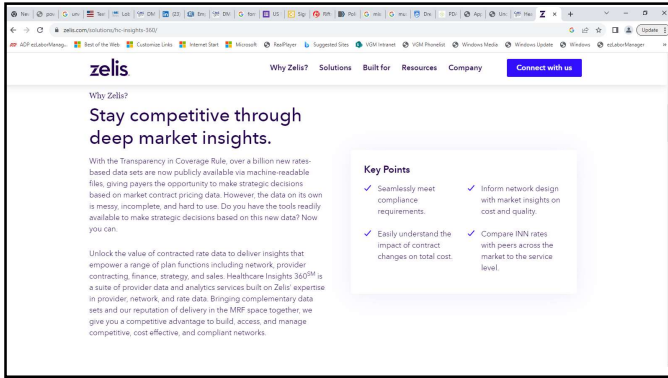 zelis.com/solutions/hc-insights-360/
Update
ADP ezLaborManag...
Best of the Web
Customize Links
Internet Start
Microsoft
RealPlayer
Suggested Sites
VGM Intranet
VGM Phonelist
Windows Media
Windows Update
Windows
ezLaborManager
zelis
Why Zelis?
Solutions
Built for
Resources
Company
Connect with us
Why Zelis?
Stay competitive through
deep market insights.
With the Transparency in Coverage Rule, over a billion new rates-
based data sets are now publicly available via machine-readable
files, giving payers the opportunity to make strategic decisions
based on market contract pricing data. However, the data on its own
is messy, incomplete, and hard to use. Do you have the tools readily
available to make strategic decisions based on this new data? Now
you can.
Unlock the value of contracted rate data to deliver insights that
empower a range of plan functions including network, provider
contracting, finance, strategy, and sales. Healthcare Insights 360SM is
a suite of provider data and analytics services built on Zelis' expertise
in provider, network, and rate data. Bringing complementary data
sets and our reputation of delivery in the MRF space together, we
give you a competitive advantage to build, access, and manage
competitive, cost effective, and compliant networks.
Key Points
Seamlessly meet
compliance
requirements.
Easily understand the
impact of contract
changes on total cost.
Inform network design
with market insights on
cost and quality.
Compare INN rates
with peers across the
market to the service
level.